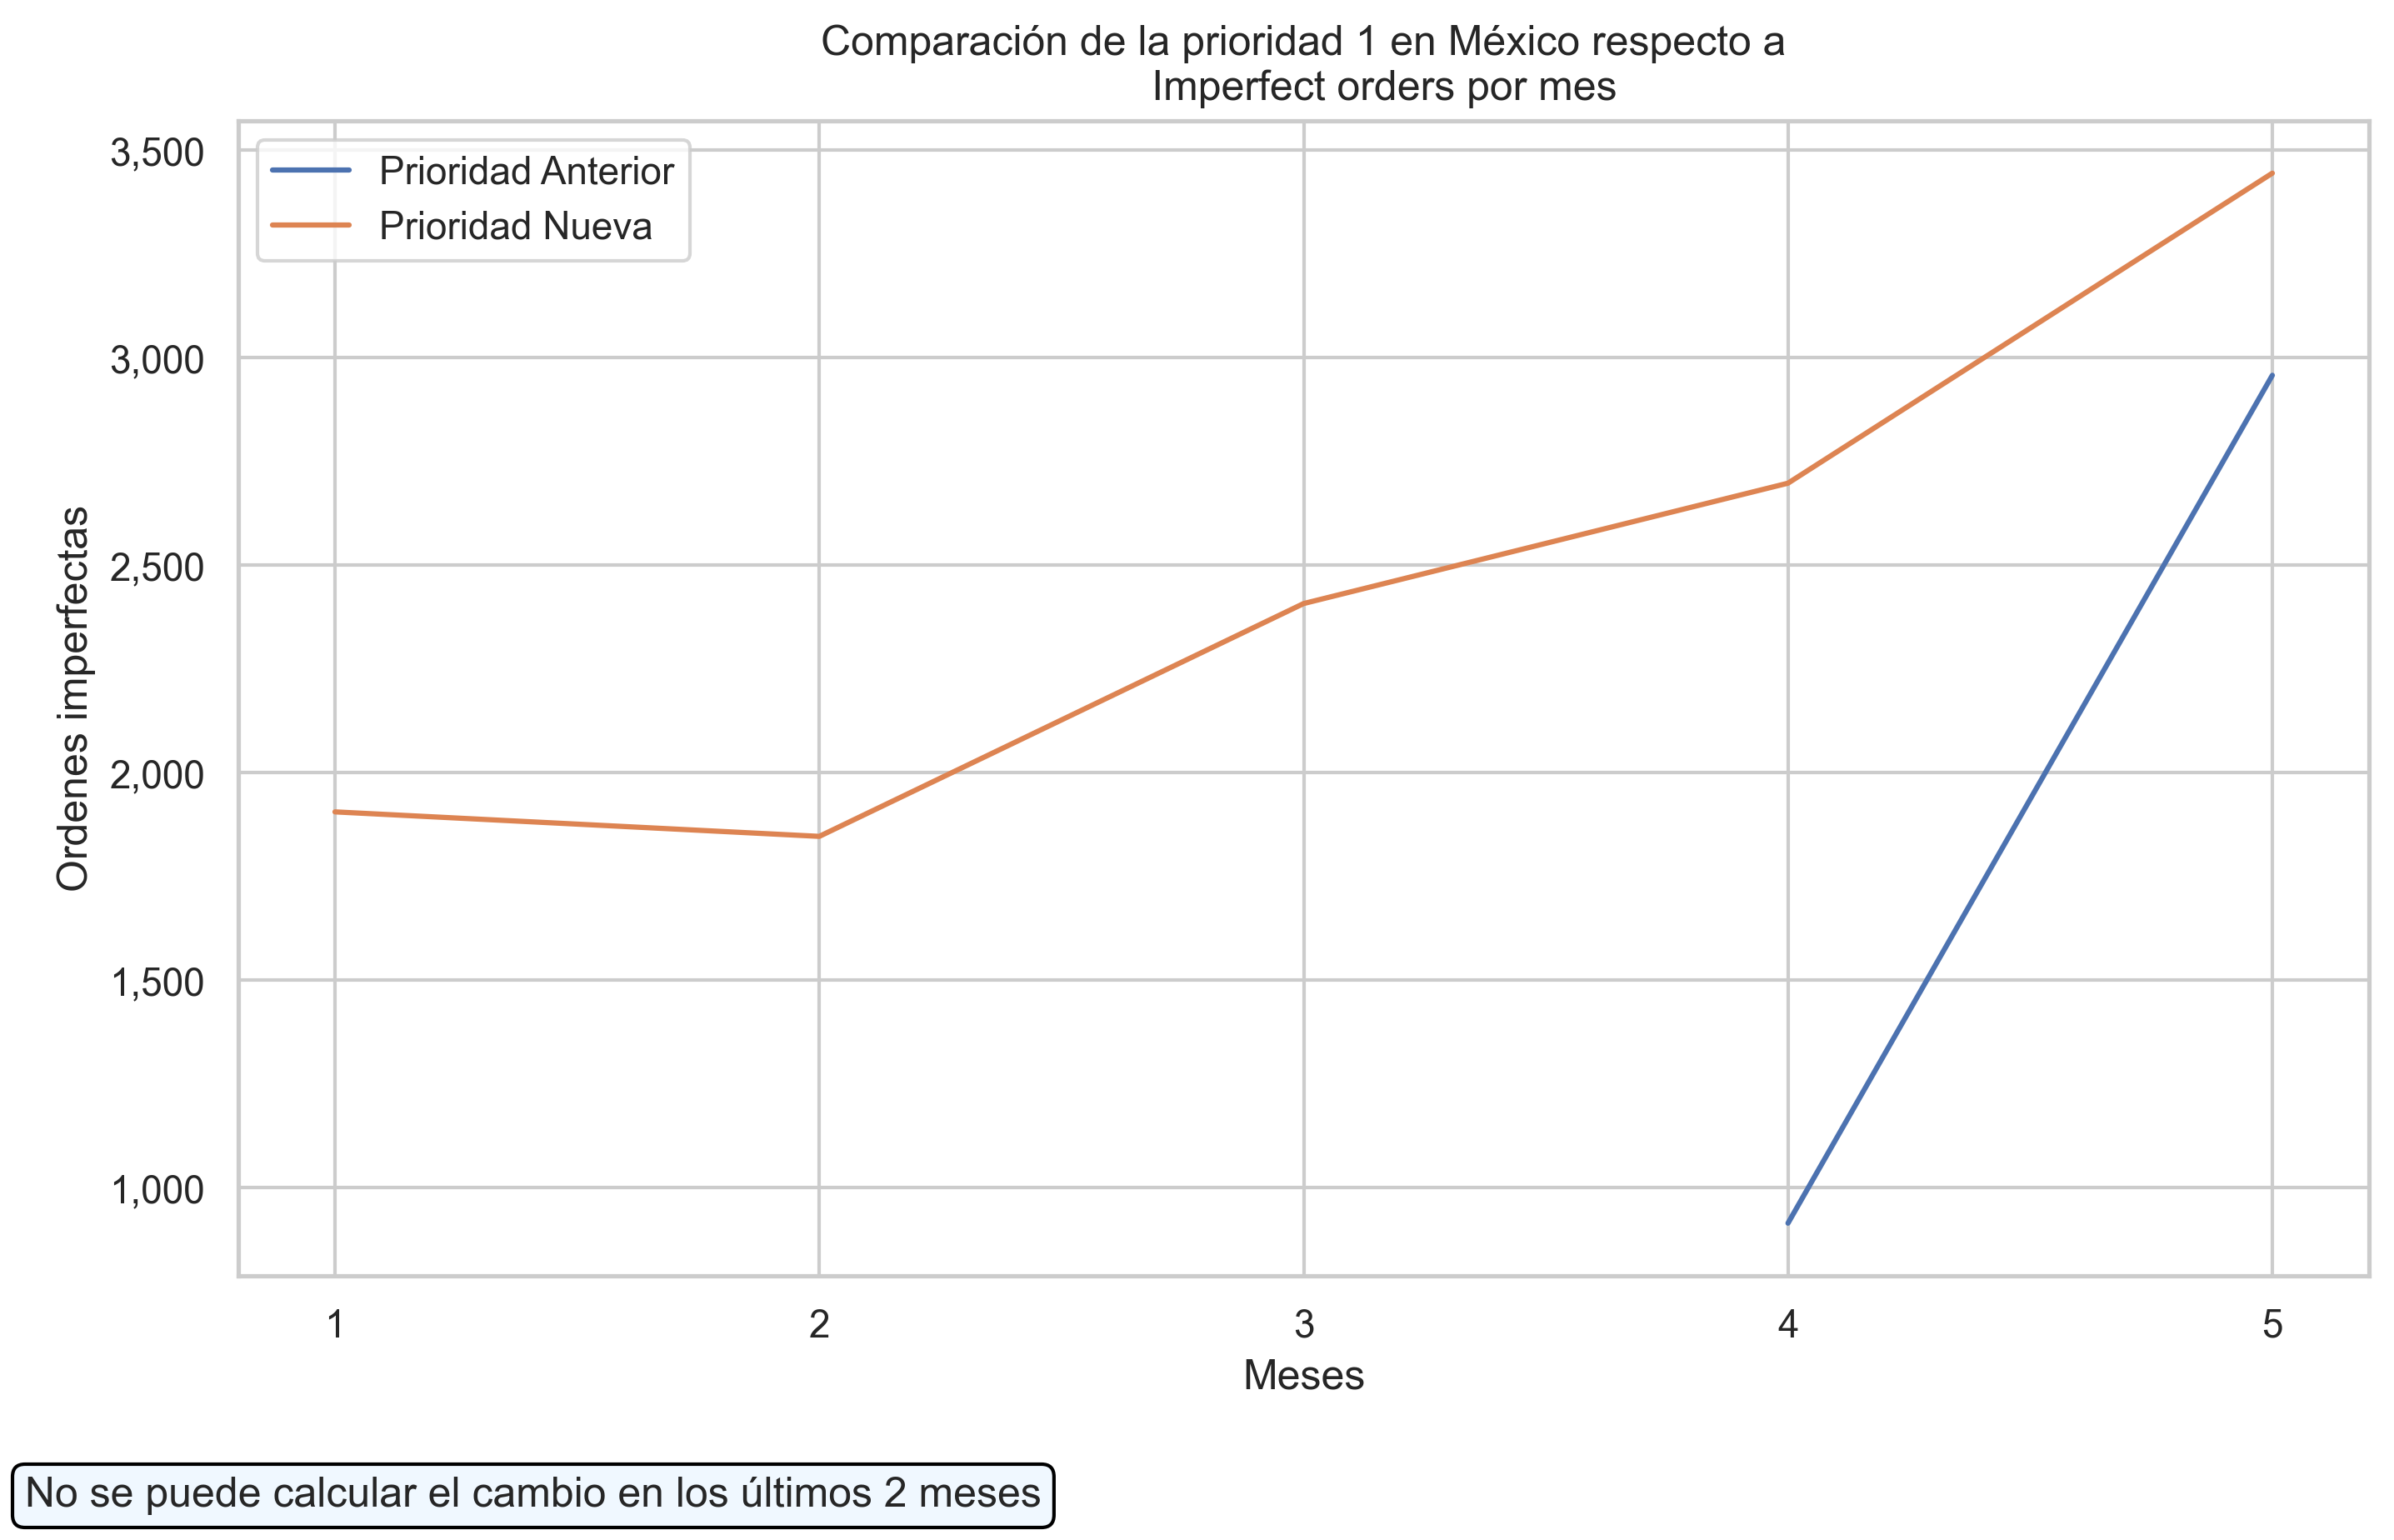 Comparación de la prioridad 1 en México respecto a
Imperfect orders por mes
Prioridad Anterior
Prioridad Nueva
3,500
3,000
2,500
2,000
1,500
1,000
Ordenes imperfectas
1 2 3 4 5
Meses
No se puede calcular el cambio en los últimos 2 meses